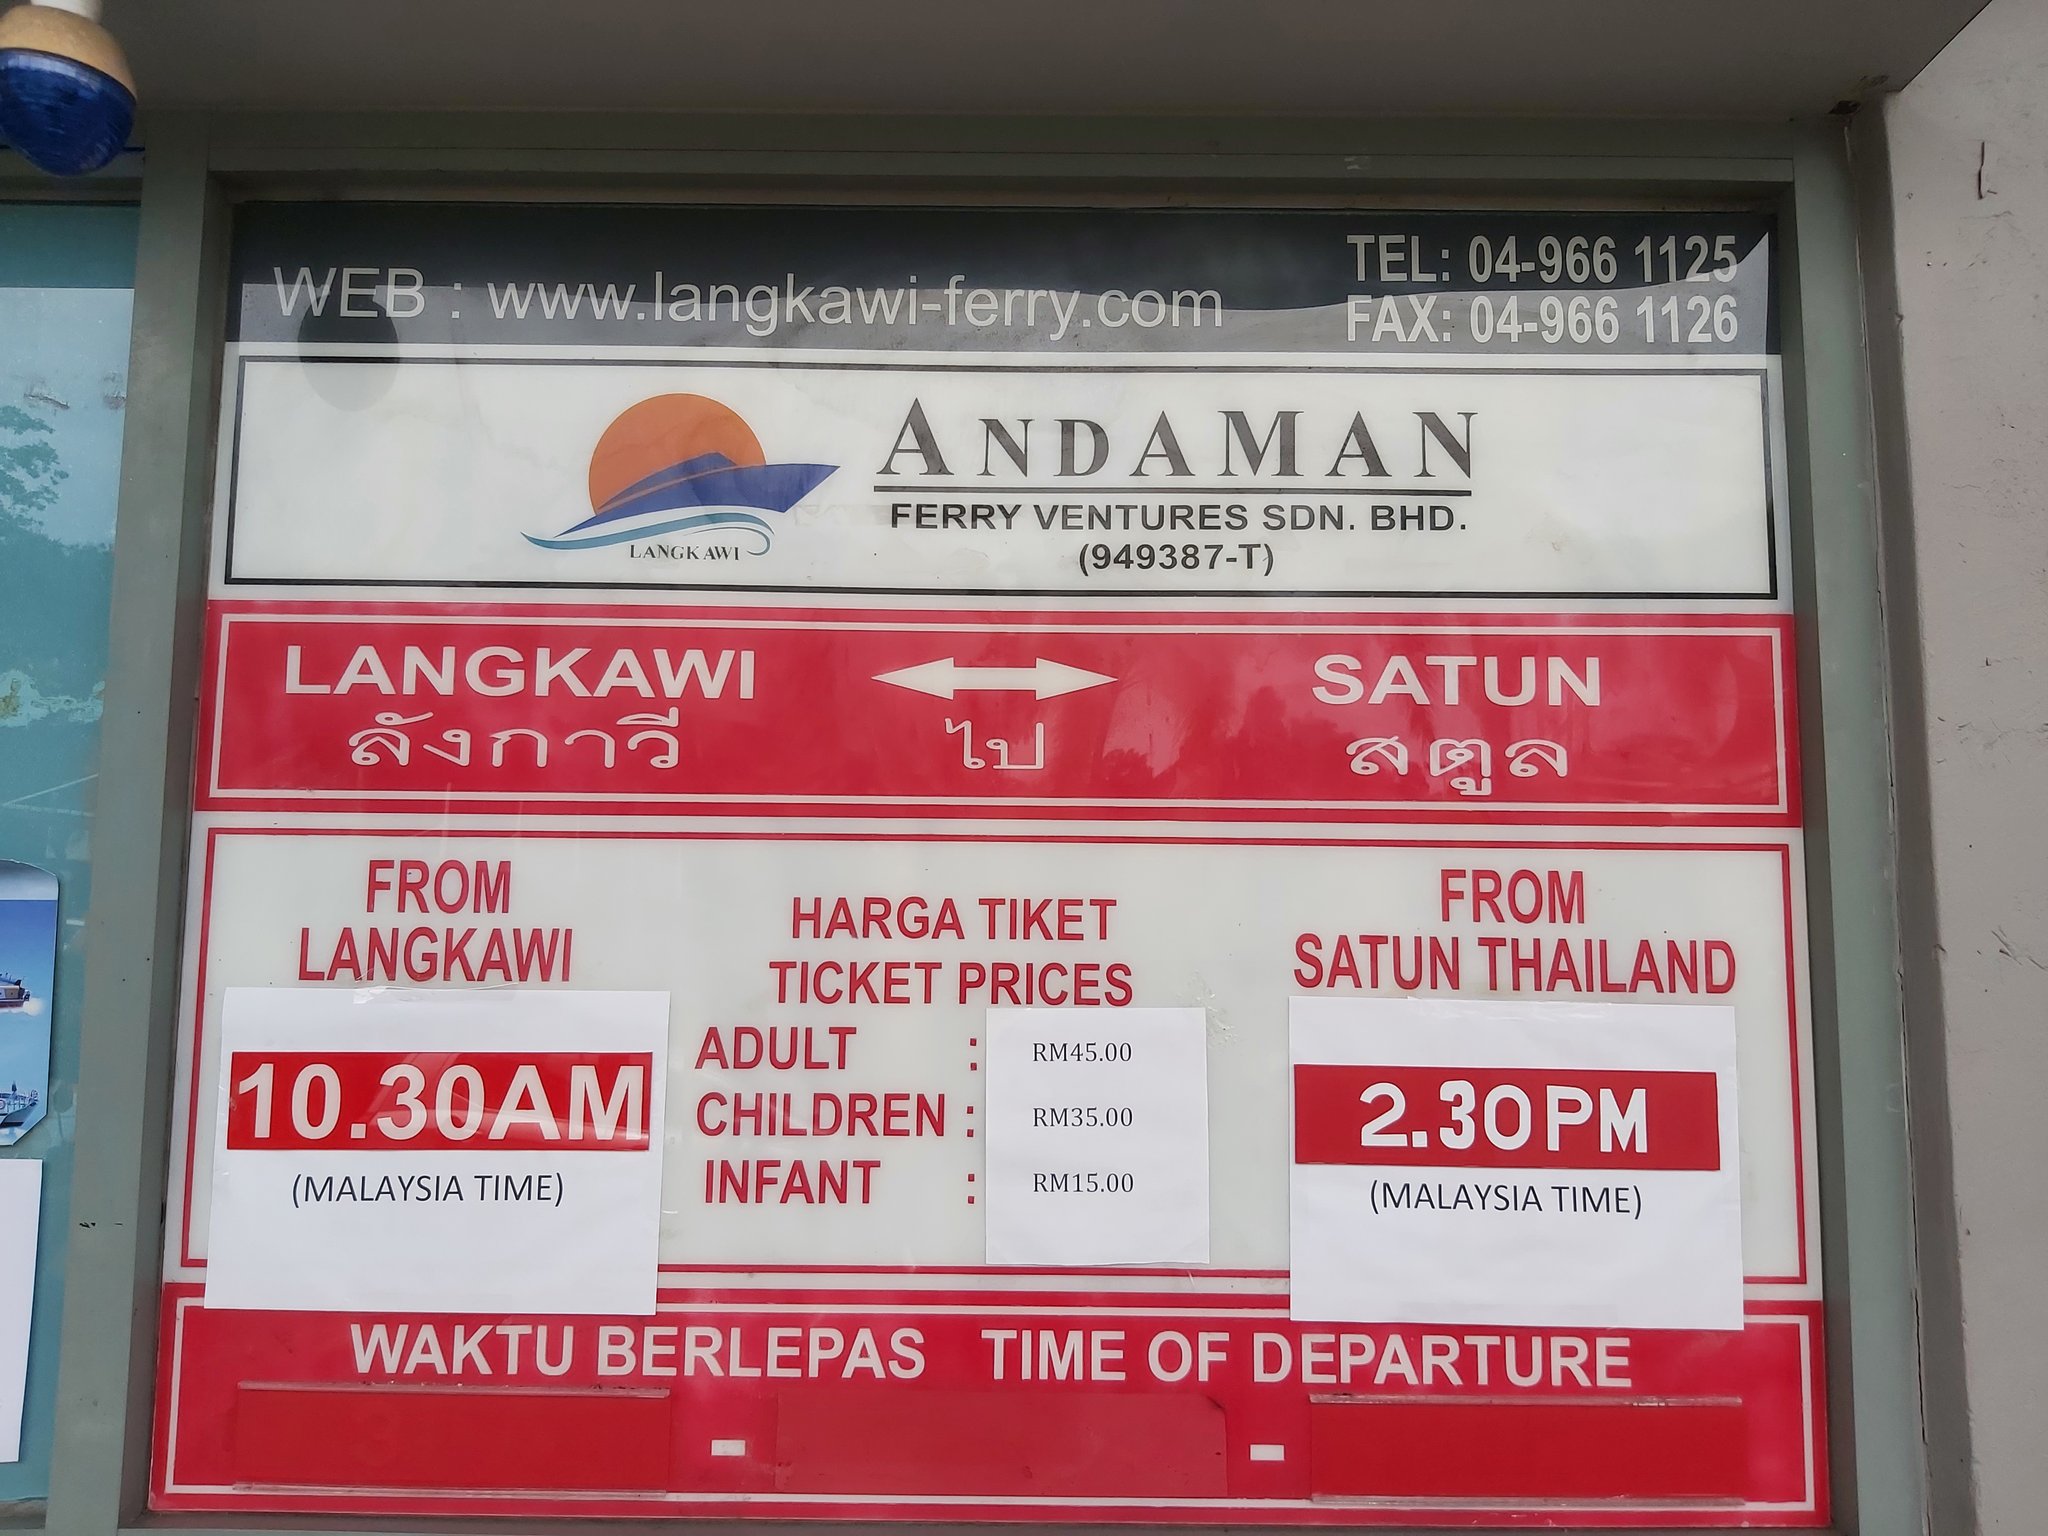 WEB : www.langkawi-ferry.com
TEL: 04-966 1125
FAX: 04-966 1126
LANGKAWI
ANDAMAN
FERRY VENTURES SDN. BHD.
(949387-T)
LANGKAWI
SATUN
ลังกาวี ไป สตูล
FROM
LANGKAWI
10.30AM
(MALAYSIA TIME)
HARGA TIKET
TICKET PRICES
ADULT : RM45.00
CHILDREN : RM35.00
INFANT : RM15.00
FROM
SATUN THAILAND
2.30PM
(MALAYSIA TIME)
WAKTU BERLEPAS TIME OF DEPARTURE
- -